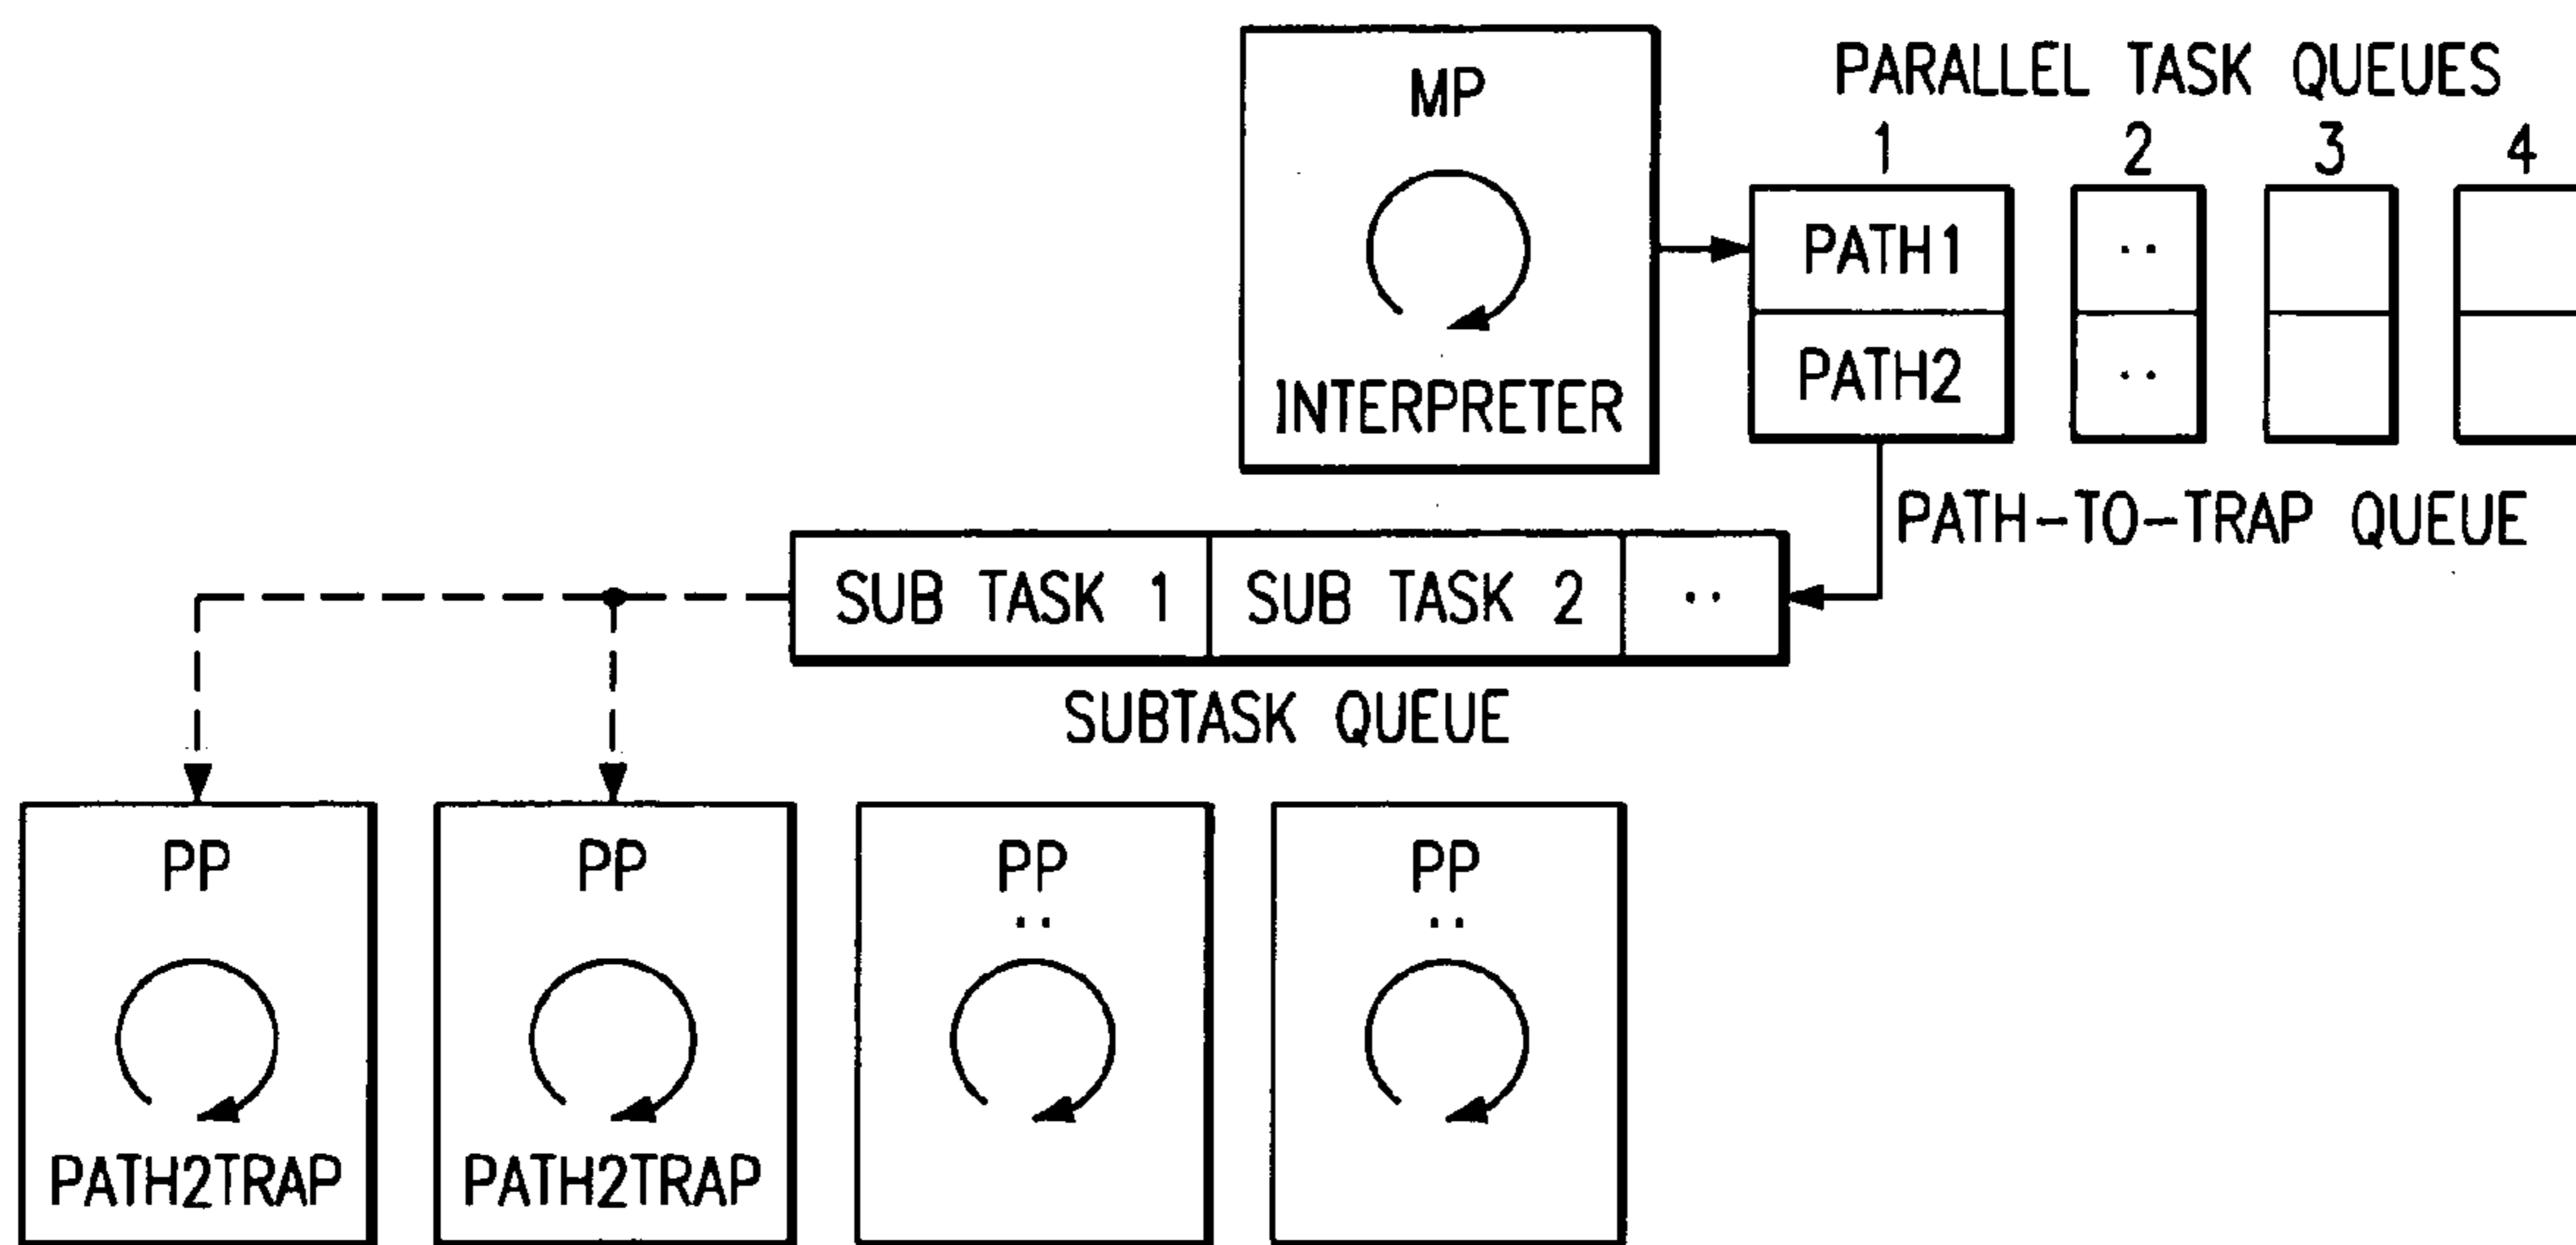 MP
INTERPRETER
PARALLEL TASK QUEUES
1 2 3 4
PATH1 ..
PATH2 ..
PATH-TO-TRAP QUEUE
SUB TASK 1 SUB TASK 2 ..
SUBTASK QUEUE
PP PP PP PP
.. ..
PATH2TRAP PATH2TRAP